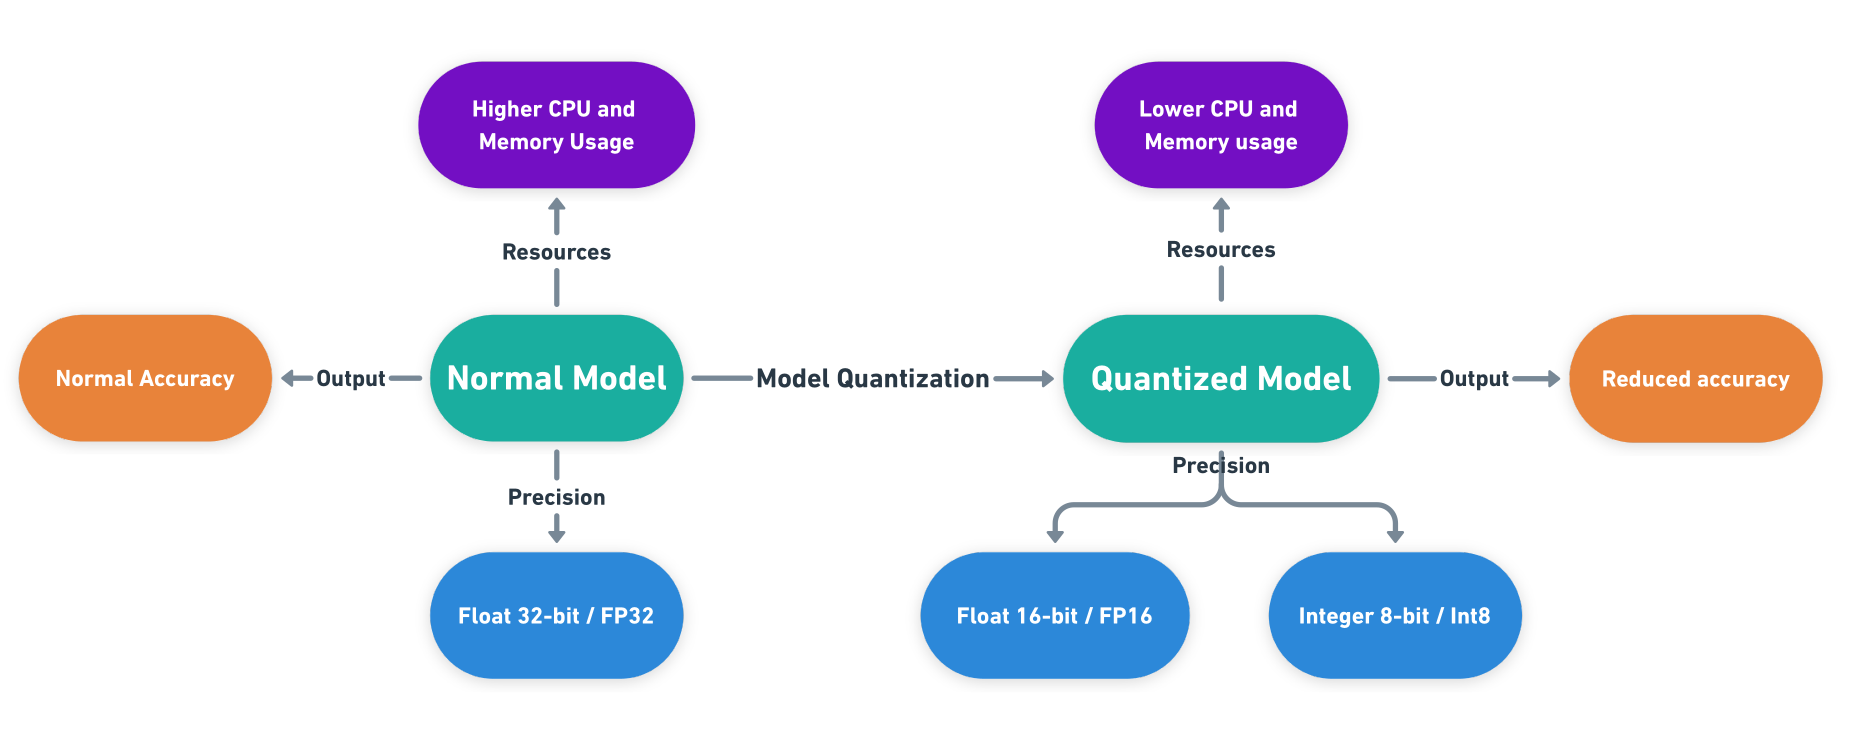 Higher CPU and
Memory Usage
Lower CPU and
Memory usage
Resources
Resources
Normal Accuracy
Output
Normal Model
Model Quantization
Quantized Model
Output
Reduced accuracy
Precision
Precision
Float 32-bit / FP32
Float 16-bit / FP16
Integer 8-bit / Int8